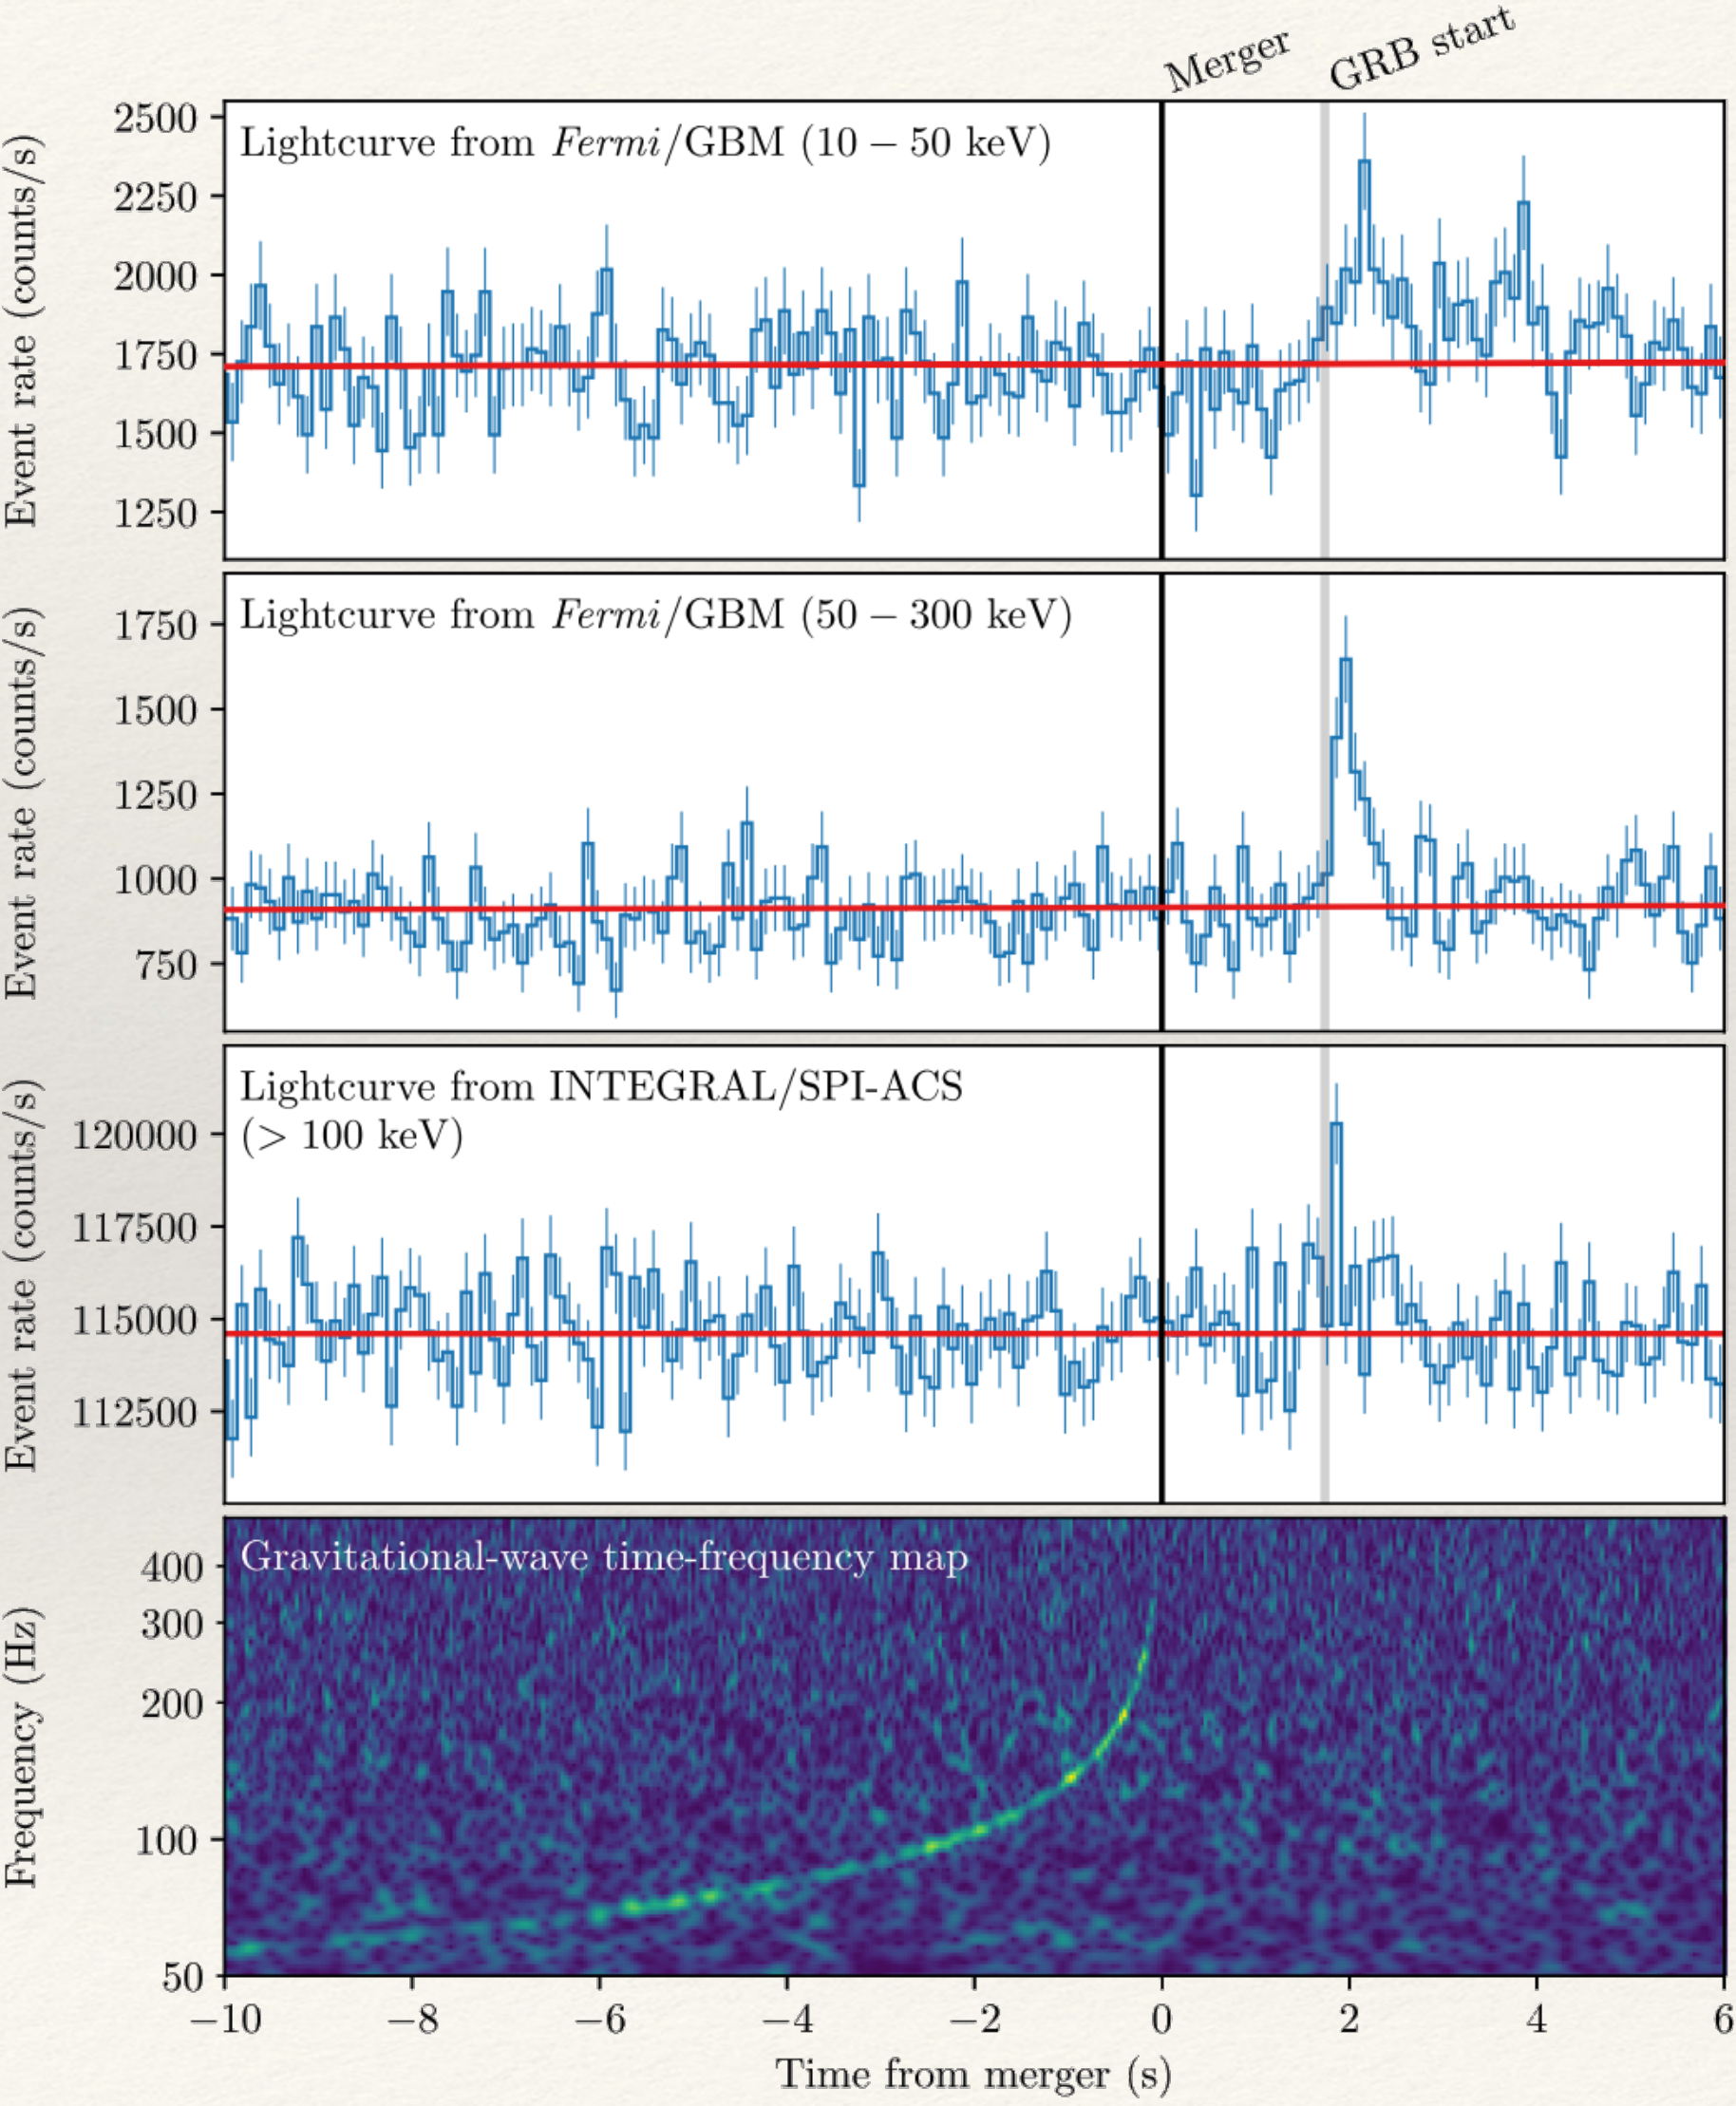 Merger
GRB start
Event rate (counts/s)
2500
2250
2000
1750
1500
1250
Lightcurve from Fermi/GBM (10 – 50 keV)
Event rate (counts/s)
1750
1500
1250
1000
750
Lightcurve from Fermi/GBM (50 – 300 keV)
Event rate (counts/s)
120000
117500
115000
112500
Lightcurve from INTEGRAL/SPI-ACS
(> 100 keV)
Frequency (Hz)
400
300
200
100
50
Gravitational-wave time-frequency map
−10 −8 −6 −4 −2 0 2 4 6
Time from merger (s)